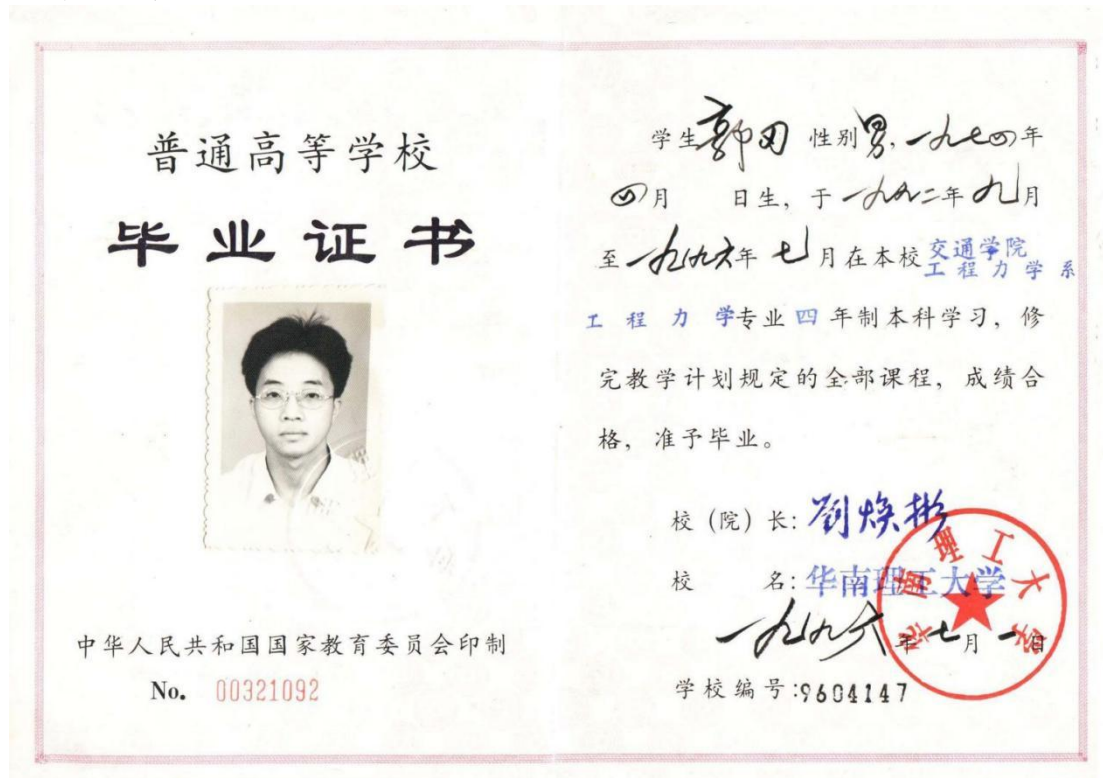 普通高等学校
毕业证书
中华人民共和国国家教育委员会印制
No. 00321092
学生郭田 性别男,一九七四年
四月 日生,于一九九二年九月
至一九九六年七月在本校交通学院
工程力学系
工程力学专业四年制本科学习,修
完教学计划规定的全部课程,成绩合
格,准予毕业。
校(院)长:刘焕彬
校 名:华南理工大学
华南理工大学
一九九六年七月一日
学校编号:9604147